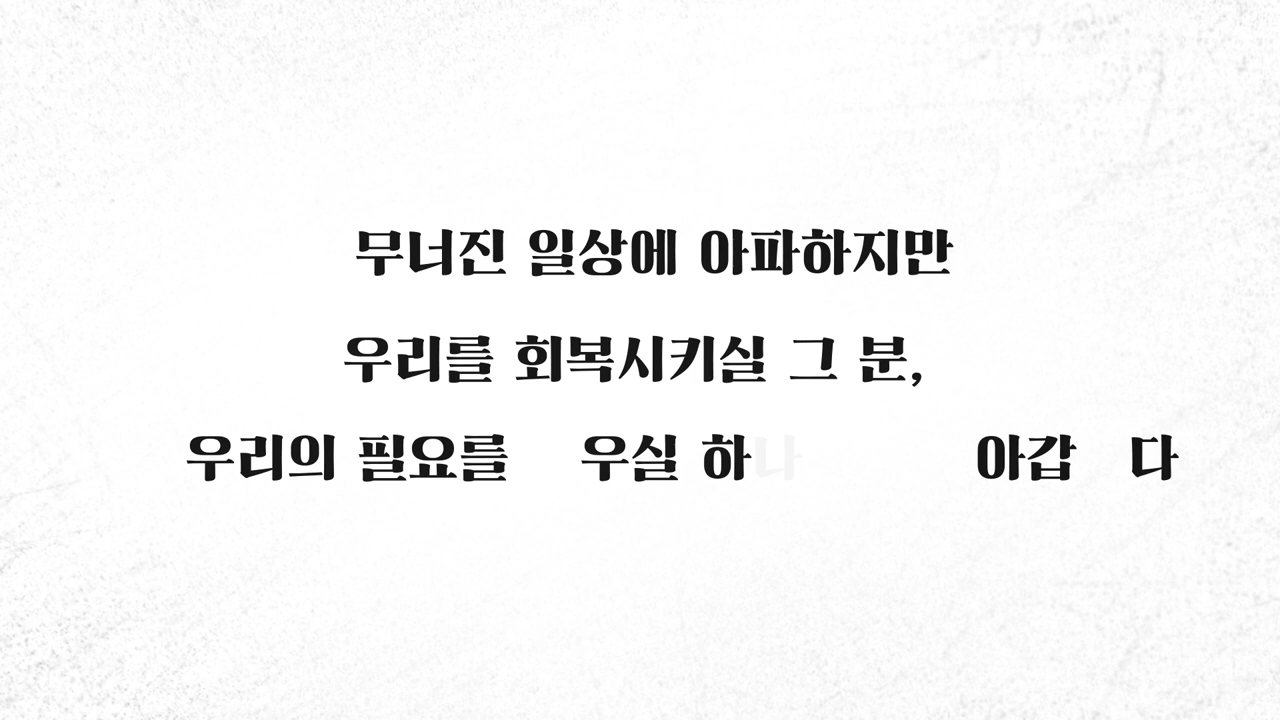 무너진 일상에 아파하지만
우리를 회복시키실 그 분,
우리의 필요를 우실 하나 아갑 다